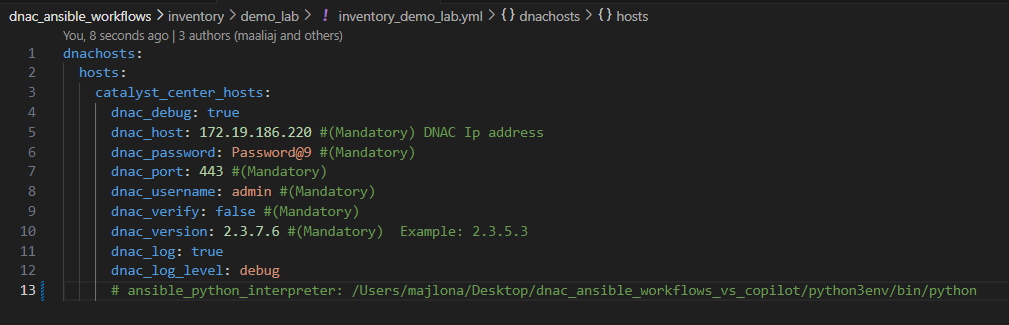 dnac_ansible_workflows > inventory > demo_lab > ! inventory_demo_lab.yml > {} dnachosts > {} hosts
You, 8 seconds ago | 3 authors (maaliaj and others)
1 dnachosts:
2 hosts:
3 catalyst_center_hosts:
4 dnac_debug: true
5 dnac_host: 172.19.186.220 #(Mandatory) DNAC Ip address
6 dnac_password: Password@9 #(Mandatory)
7 dnac_port: 443 #(Mandatory)
8 dnac_username: admin #(Mandatory)
9 dnac_verify: false #(Mandatory)
10 dnac_version: 2.3.7.6 #(Mandatory)  Example: 2.3.5.3
11 dnac_log: true
12 dnac_log_level: debug
13 # ansible_python_interpreter: /Users/majlona/Desktop/dnac_ansible_workflows_vs_copilot/python3env/bin/python